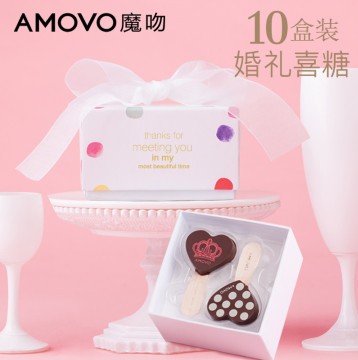 AMOVO魔吻
10盒装
婚礼喜糖
thanks for
meeting you
in my
most beautiful time